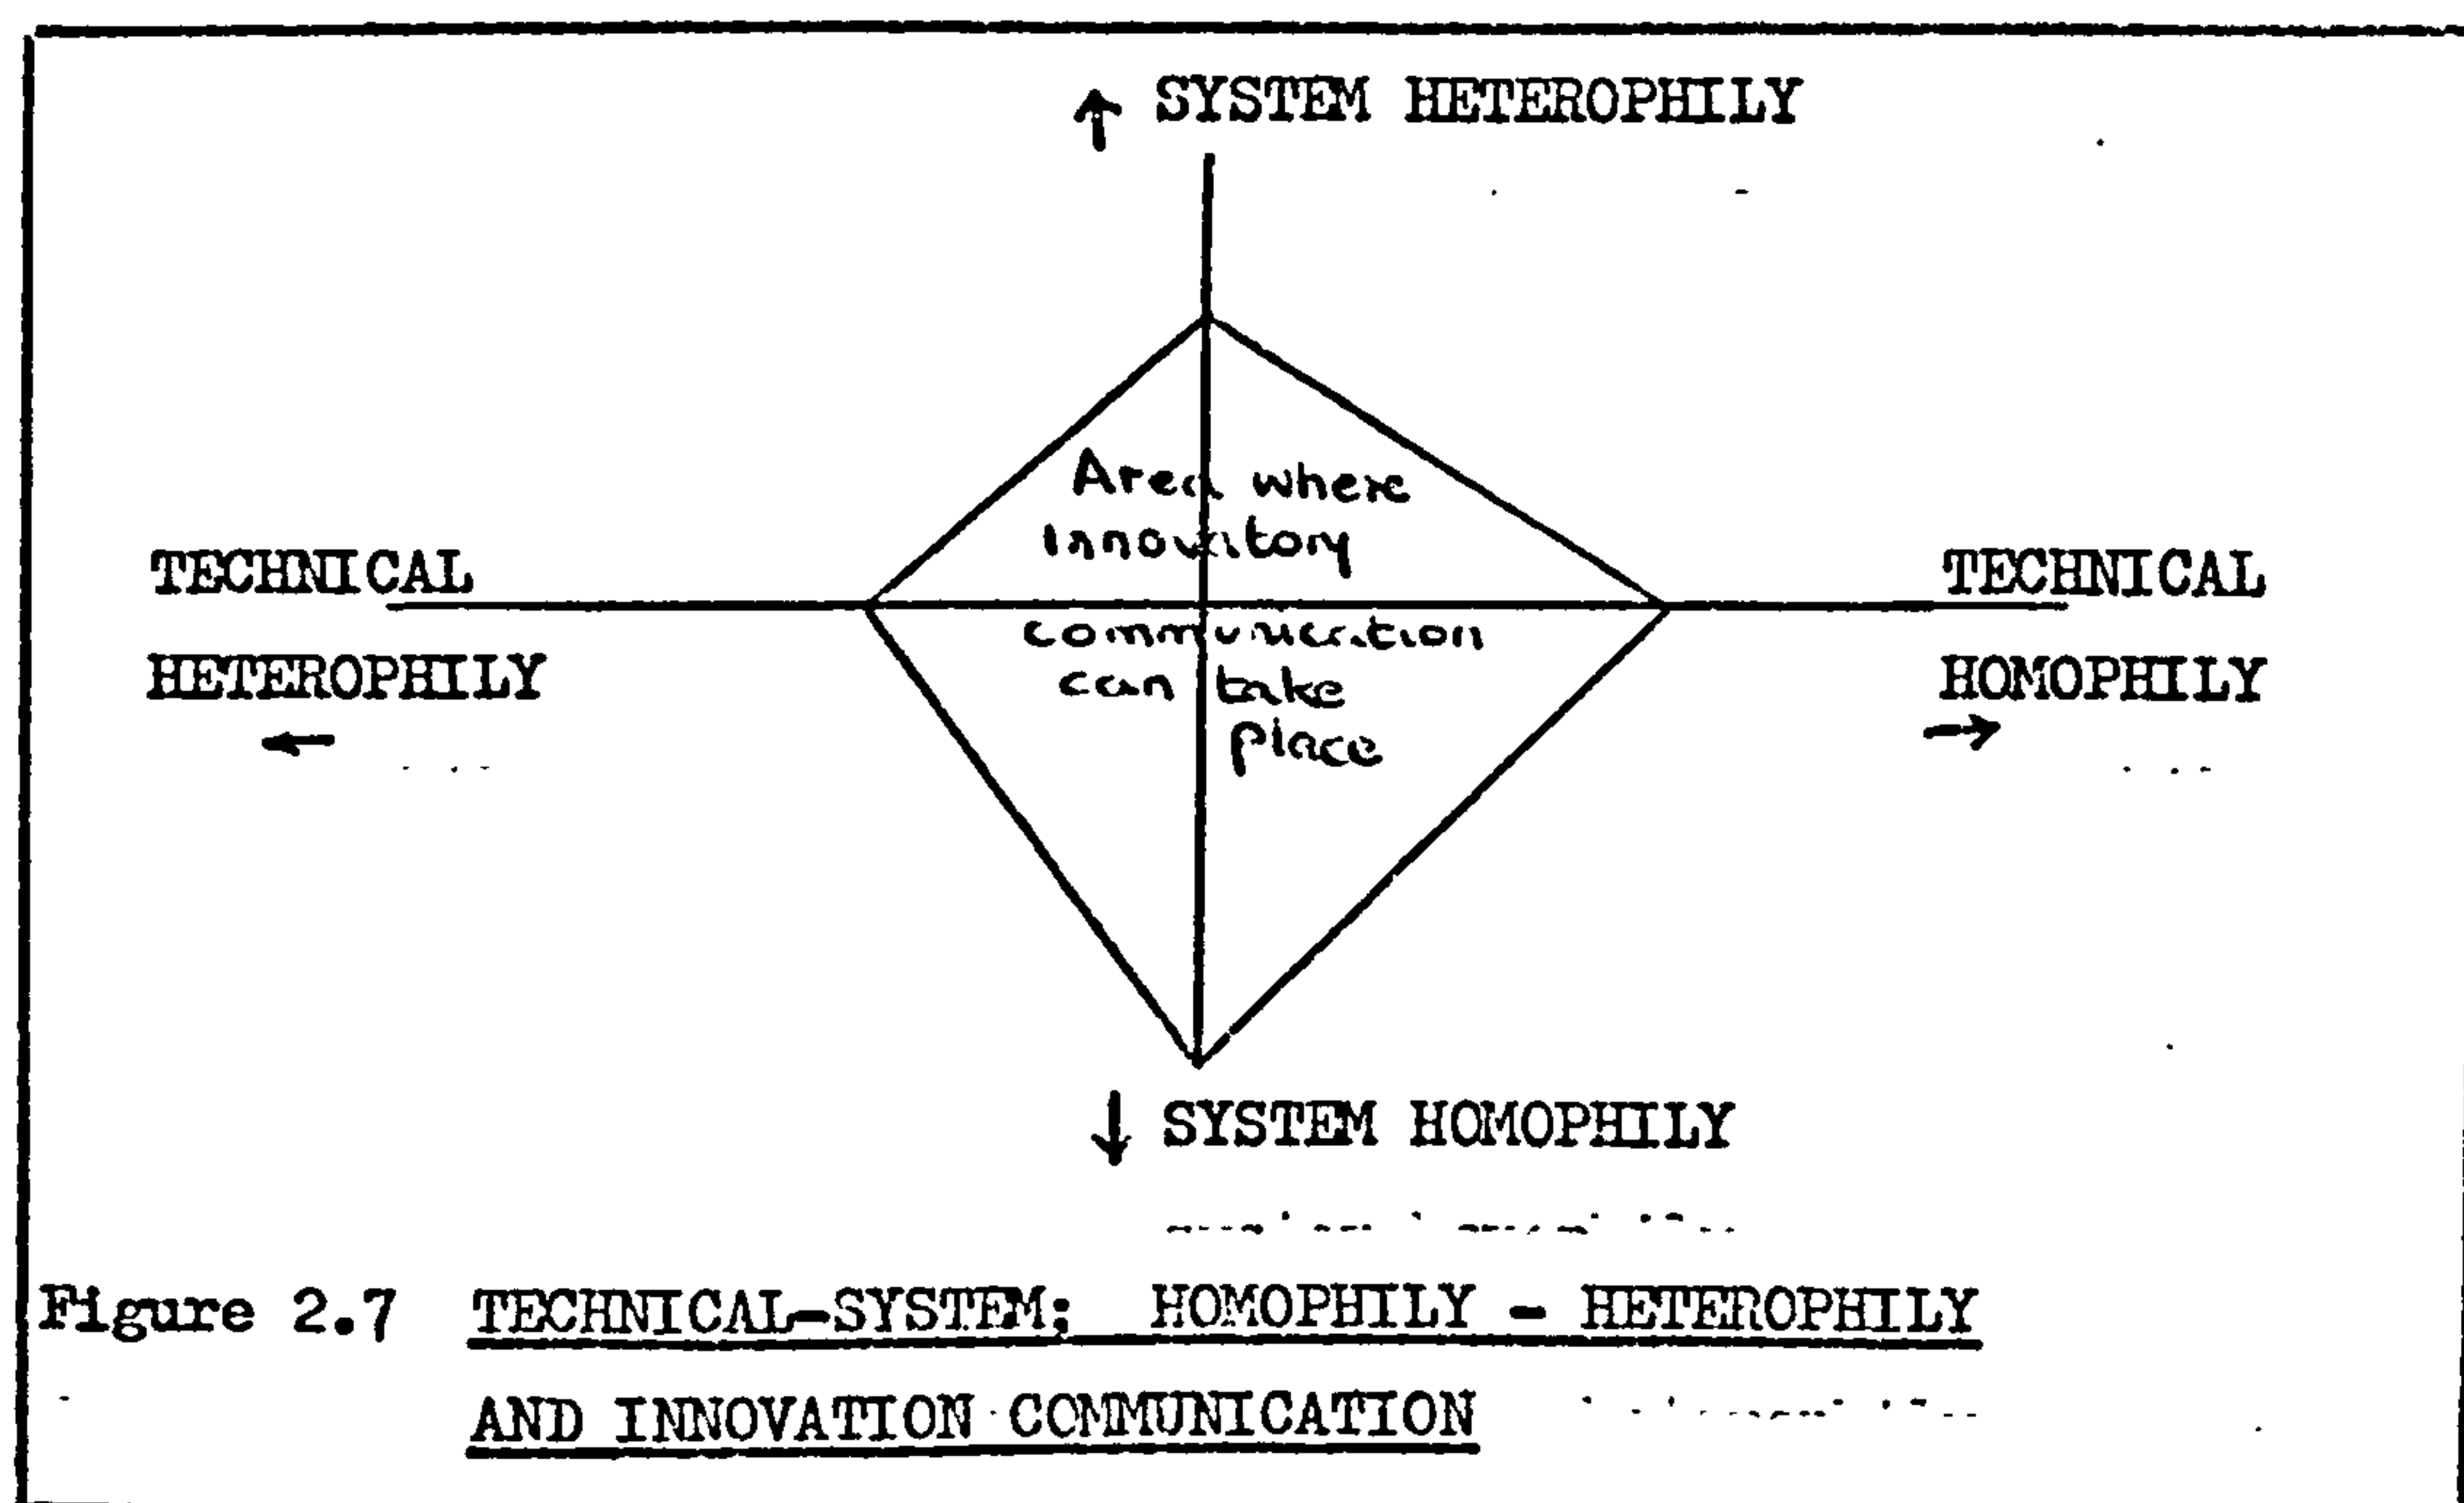 ↑ SYSTEM HETEROPHILY
Area where
innovatory
TECHNICAL
HETEROPHILY
←
TECHNICAL
HOMOPHILY
→
communication
can take
place
↓ SYSTEM HOMOPHILY
Figure 2.7 TECHNICAL-SYSTEM; HOMOPHILY - HETEROPHILY
AND INNOVATION COMMUNICATION